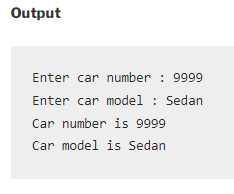 Output
Enter car number : 9999
Enter car model : Sedan
Car number is 9999
Car model is Sedan